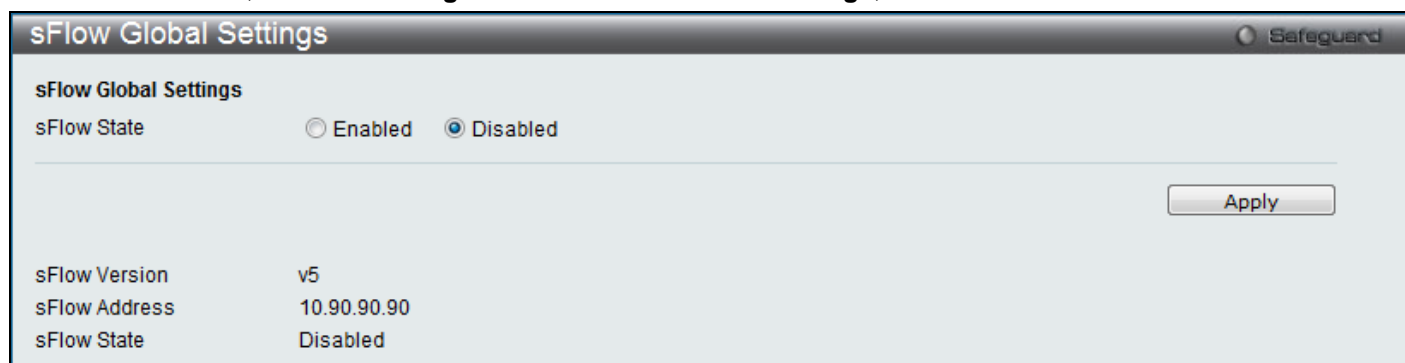 sFlow Global Settings
Safeguard
sFlow Global Settings
sFlow State Enabled Disabled
Apply
sFlow Version v5
sFlow Address 10.90.90.90
sFlow State Disabled